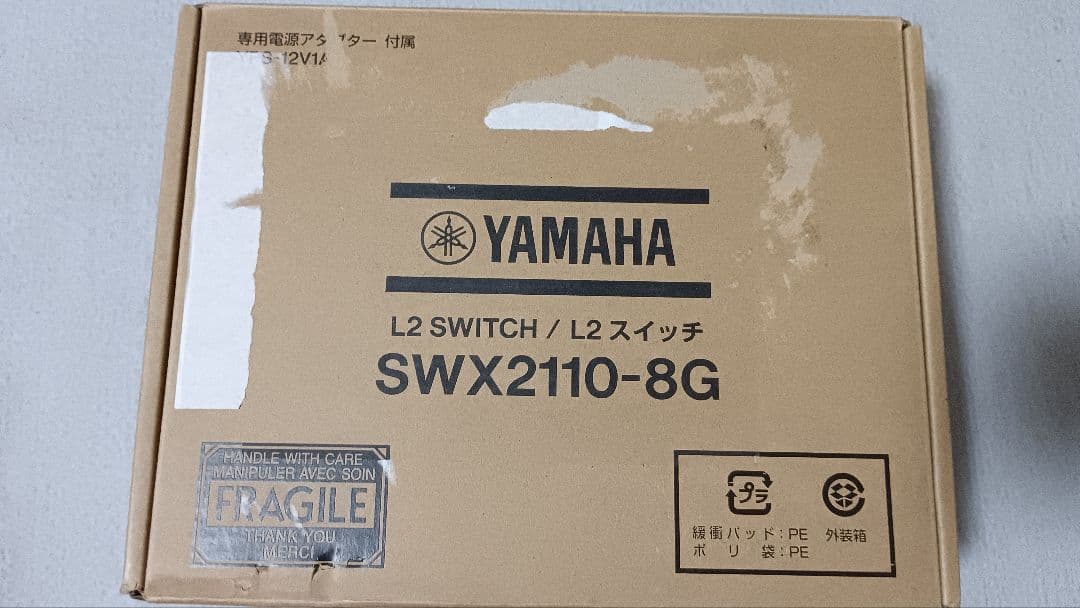 専用電源アダプター 付属
YPS-12V1A
YAMAHA
L2 SWITCH / L2 スイッチ
SWX2110-8G
HANDLE WITH CARE
MANIPULER AVEC SOIN
FRAGILE
THANK YOU
MERCI
プラ
緩衝パッド:PE 外装箱
ポリ袋:PE